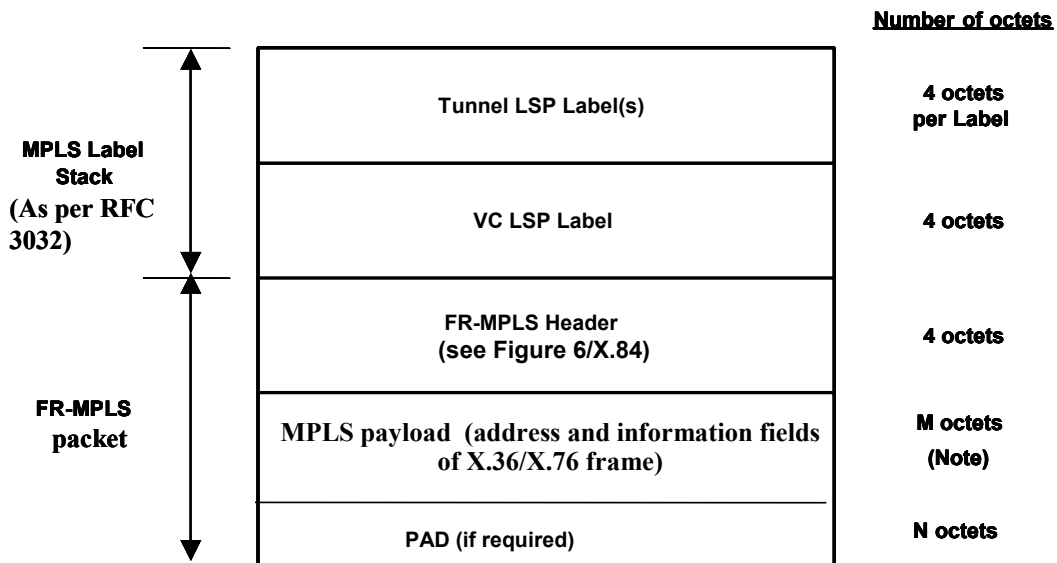 Number of octets
Tunnel LSP Label(s)
4 octets
per Label
MPLS Label
Stack
(As per RFC
3032)
VC LSP Label
4 octets
FR-MPLS Header
(see Figure 6/X.84)
4 octets
FR-MPLS
packet
MPLS payload (address and information fields
of X.36/X.76 frame)
M octets
(Note)
PAD (if required)
N octets